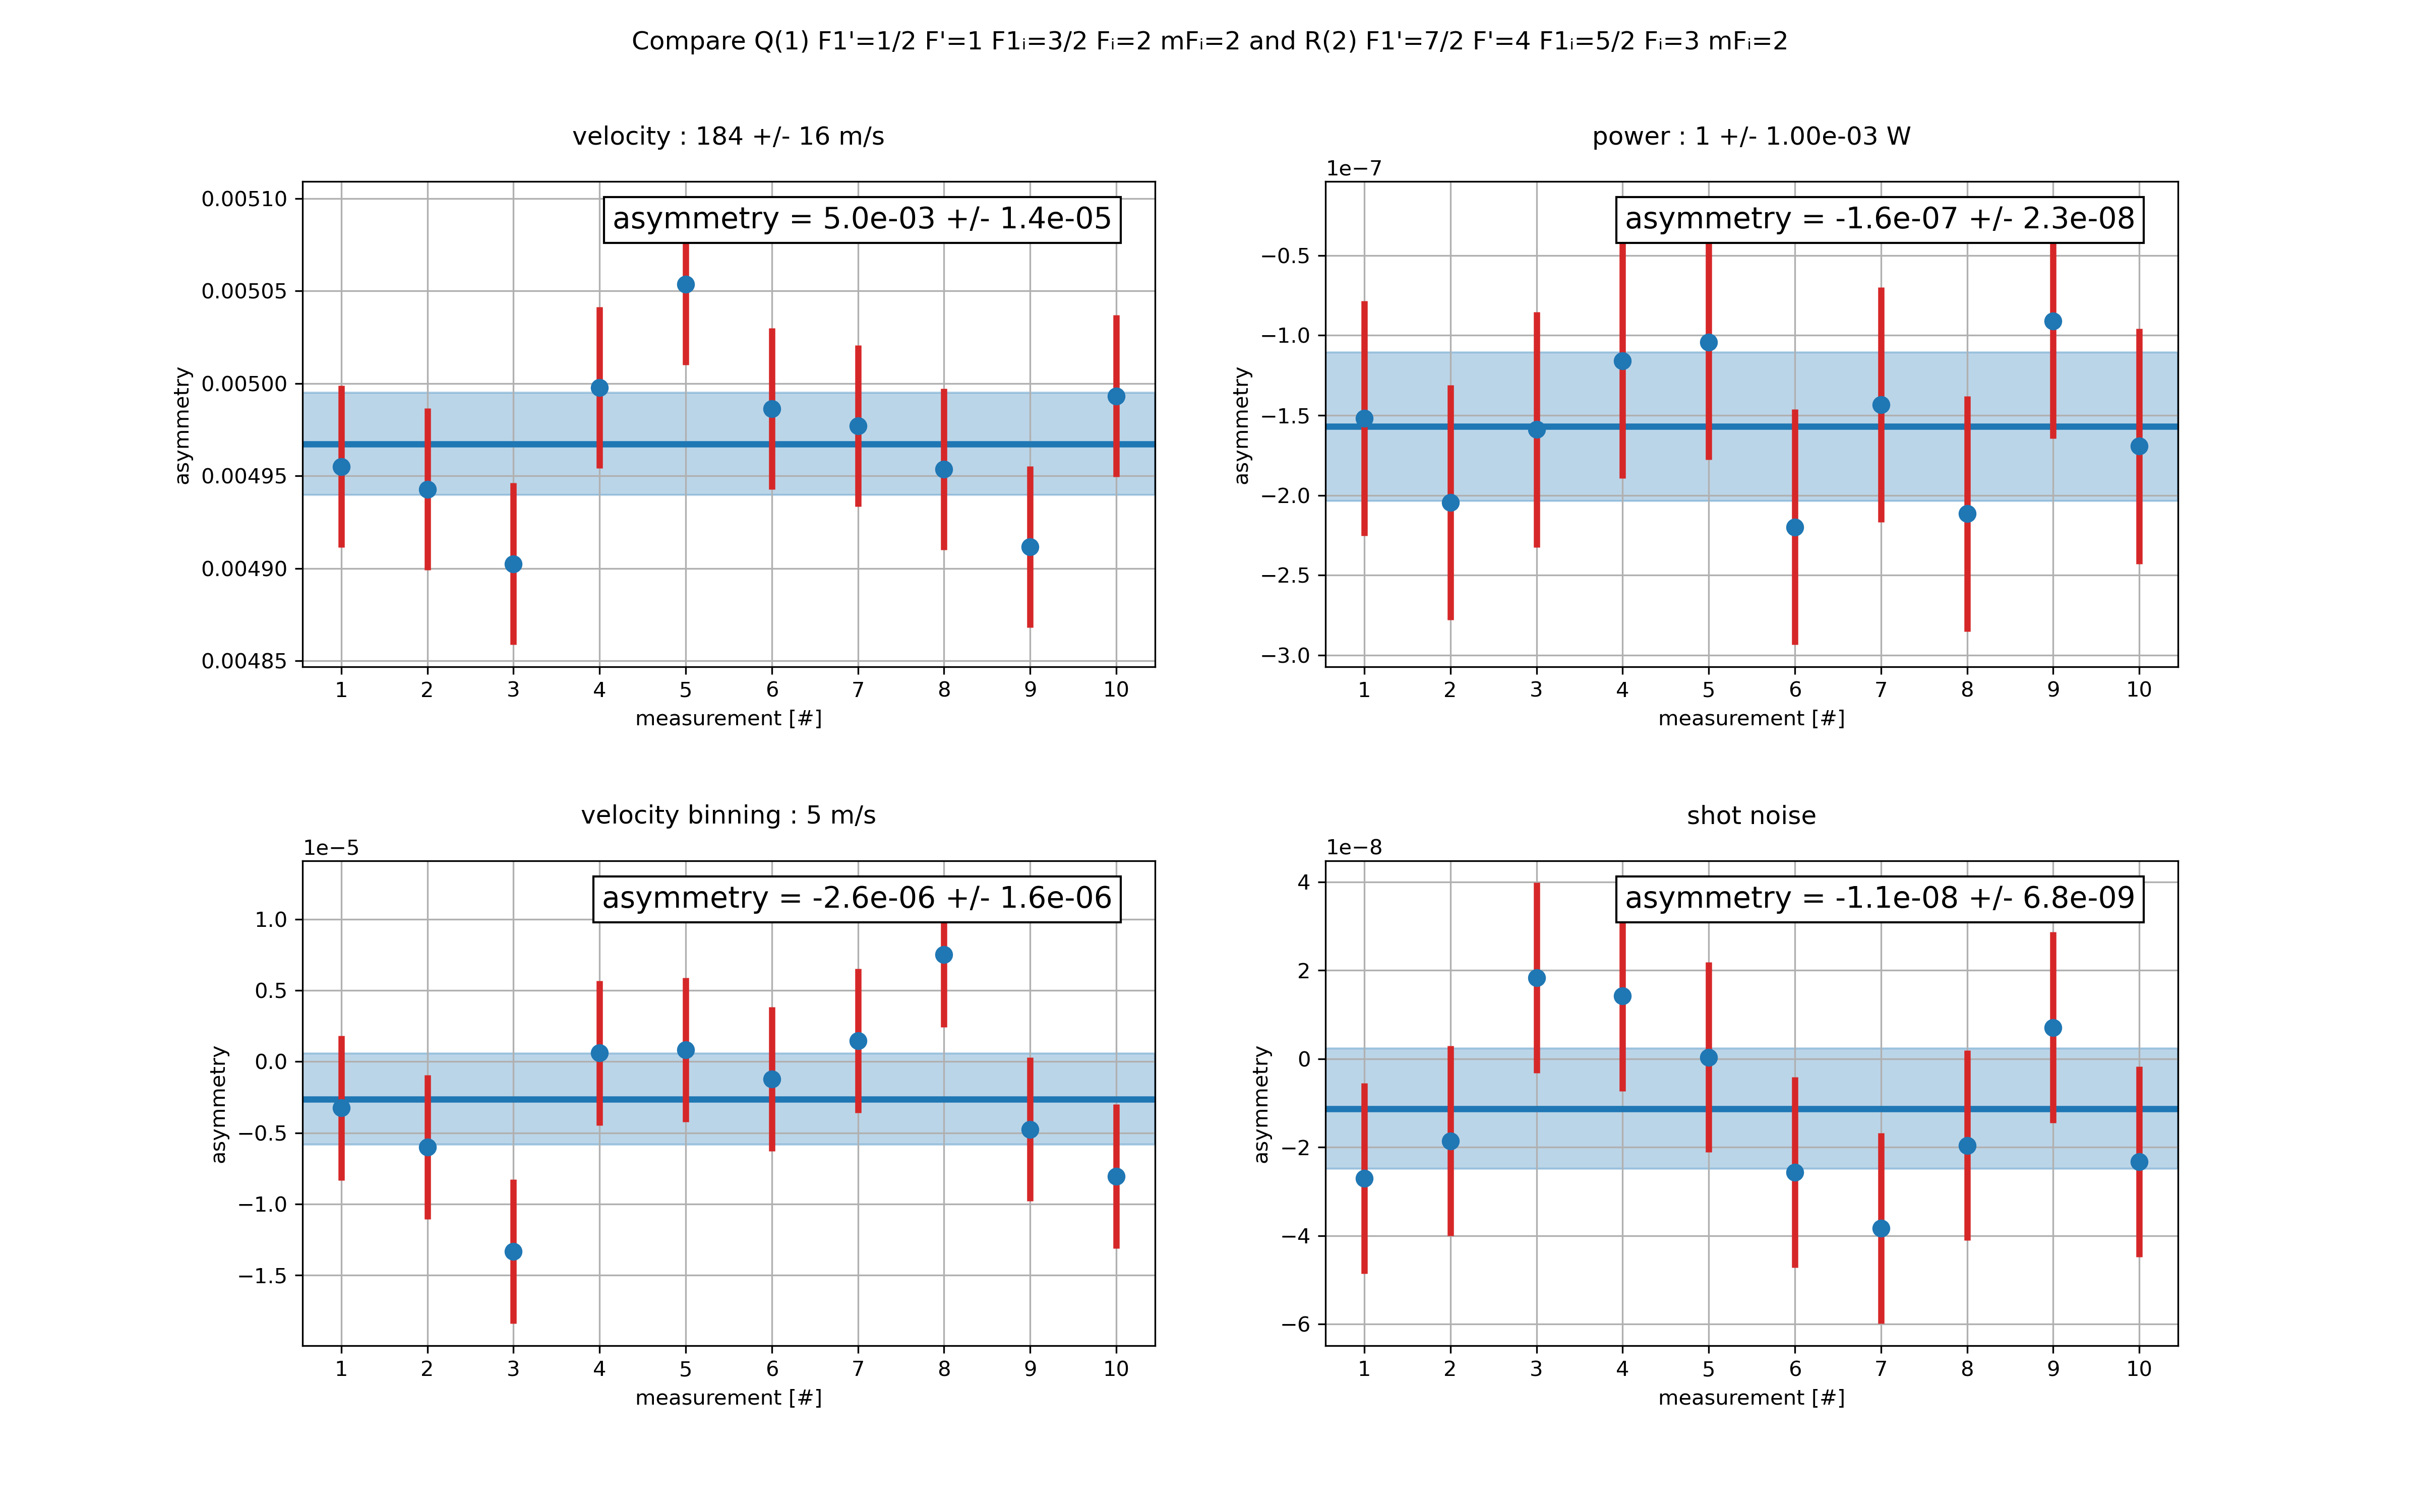 Compare Q(1) F1'=1/2 F'=1 F1ᵢ=3/2 Fᵢ=2 mFᵢ=2 and R(2) F1'=7/2 F'=4 F1ᵢ=5/2 Fᵢ=3 mFᵢ=2
velocity : 184 +/- 16 m/s
asymmetry = 5.0e-03 +/- 1.4e-05
0.00510
0.00505
0.00500
0.00495
0.00490
0.00485
asymmetry
1 2 3 4 5 6 7 8 9 10
measurement [#]
power : 1 +/- 1.00e-03 W
1e−7
asymmetry = -1.6e-07 +/- 2.3e-08
−0.5
−1.0
−1.5
−2.0
−2.5
−3.0
asymmetry
1 2 3 4 5 6 7 8 9 10
measurement [#]
velocity binning : 5 m/s
1e−5
asymmetry = -2.6e-06 +/- 1.6e-06
1.0
0.5
0.0
−0.5
−1.0
−1.5
asymmetry
1 2 3 4 5 6 7 8 9 10
measurement [#]
shot noise
1e−8
asymmetry = -1.1e-08 +/- 6.8e-09
4
2
0
−2
−4
−6
asymmetry
1 2 3 4 5 6 7 8 9 10
measurement [#]